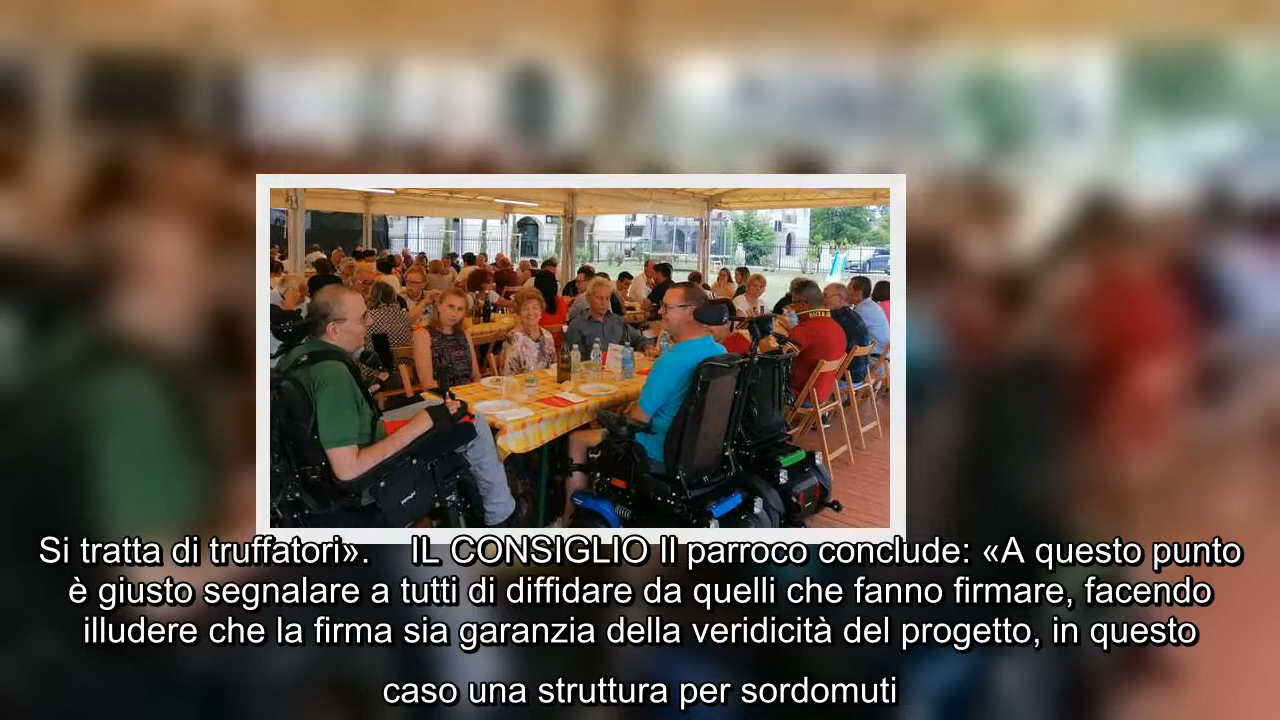 Si tratta di truffatori».    IL CONSIGLIO Il parroco conclude: «A questo punto
è giusto segnalare a tutti di diffidare da quelli che fanno firmare, facendo
illudere che la firma sia garanzia della veridicità del progetto, in questo
caso una struttura per sordomuti